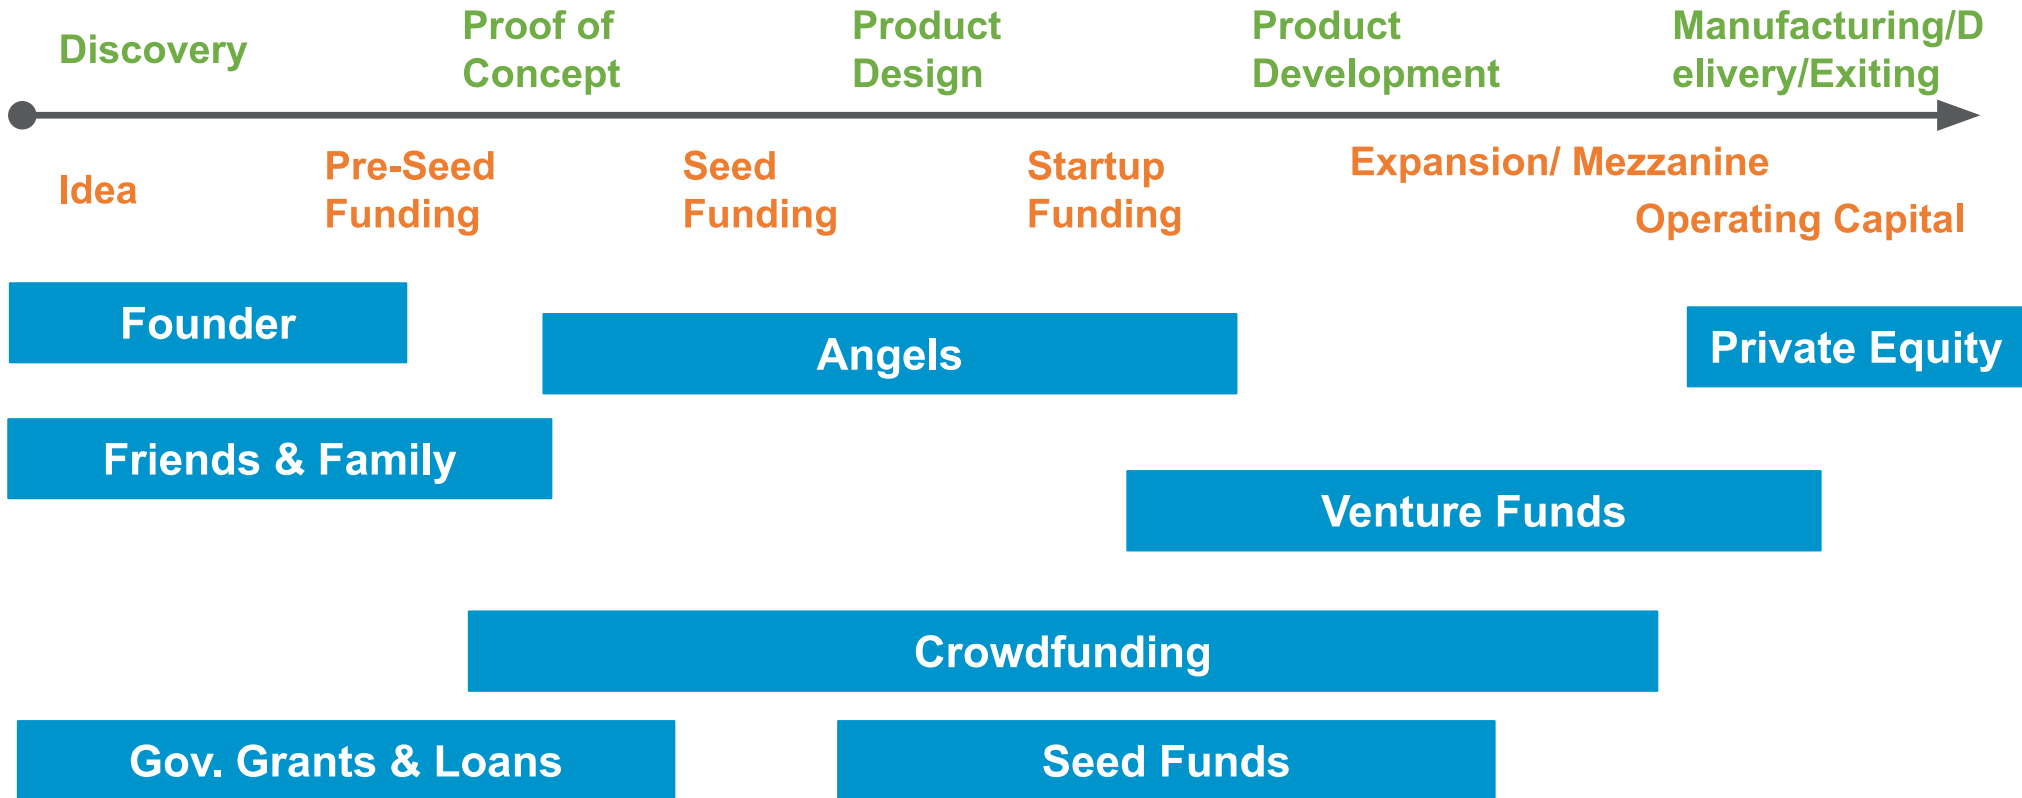 Discovery
Proof of
Concept
Product
Design
Product
Development
Manufacturing/D
elivery/Exiting
Idea
Pre-Seed
Funding
Seed
Funding
Startup
Funding
Expansion/ Mezzanine
Operating Capital
Founder
Angels
Private Equity
Friends & Family
Venture Funds
Crowdfunding
Gov. Grants & Loans
Seed Funds